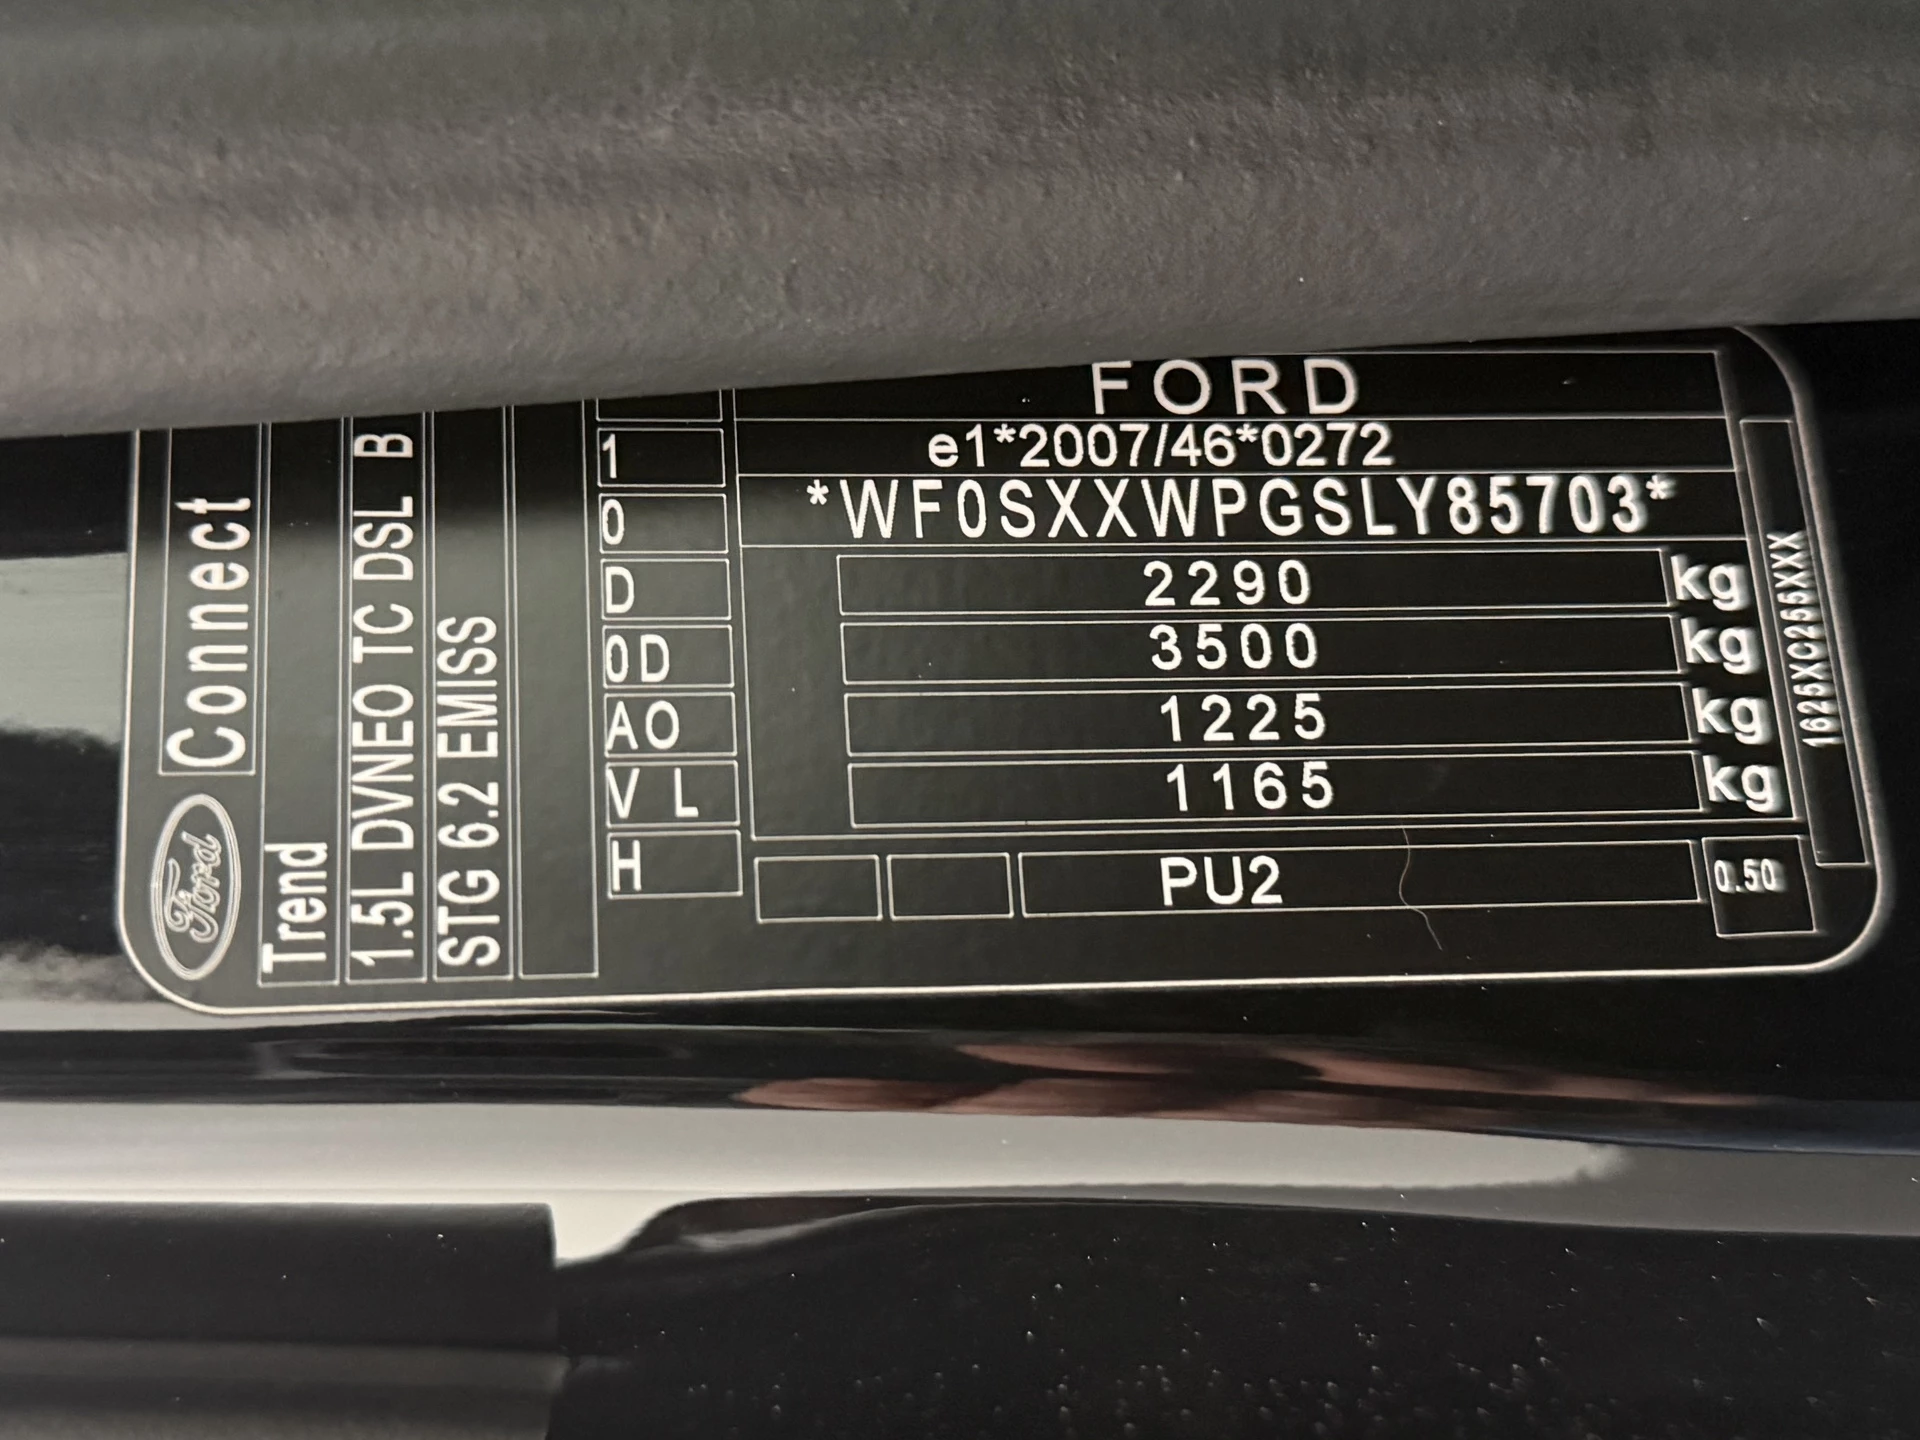 FORD
e1*2007/46*0272
*WF0SXXWPGSLY85703*
2290 kg
3500 kg
1225 kg
1165 kg
PU2
0.50
1625XC255XXX
1
0
D
0D
AO
V L
H
Ford
Connect
Trend
1.5L DVNEO TC DSL B
STG 6.2 EMISS